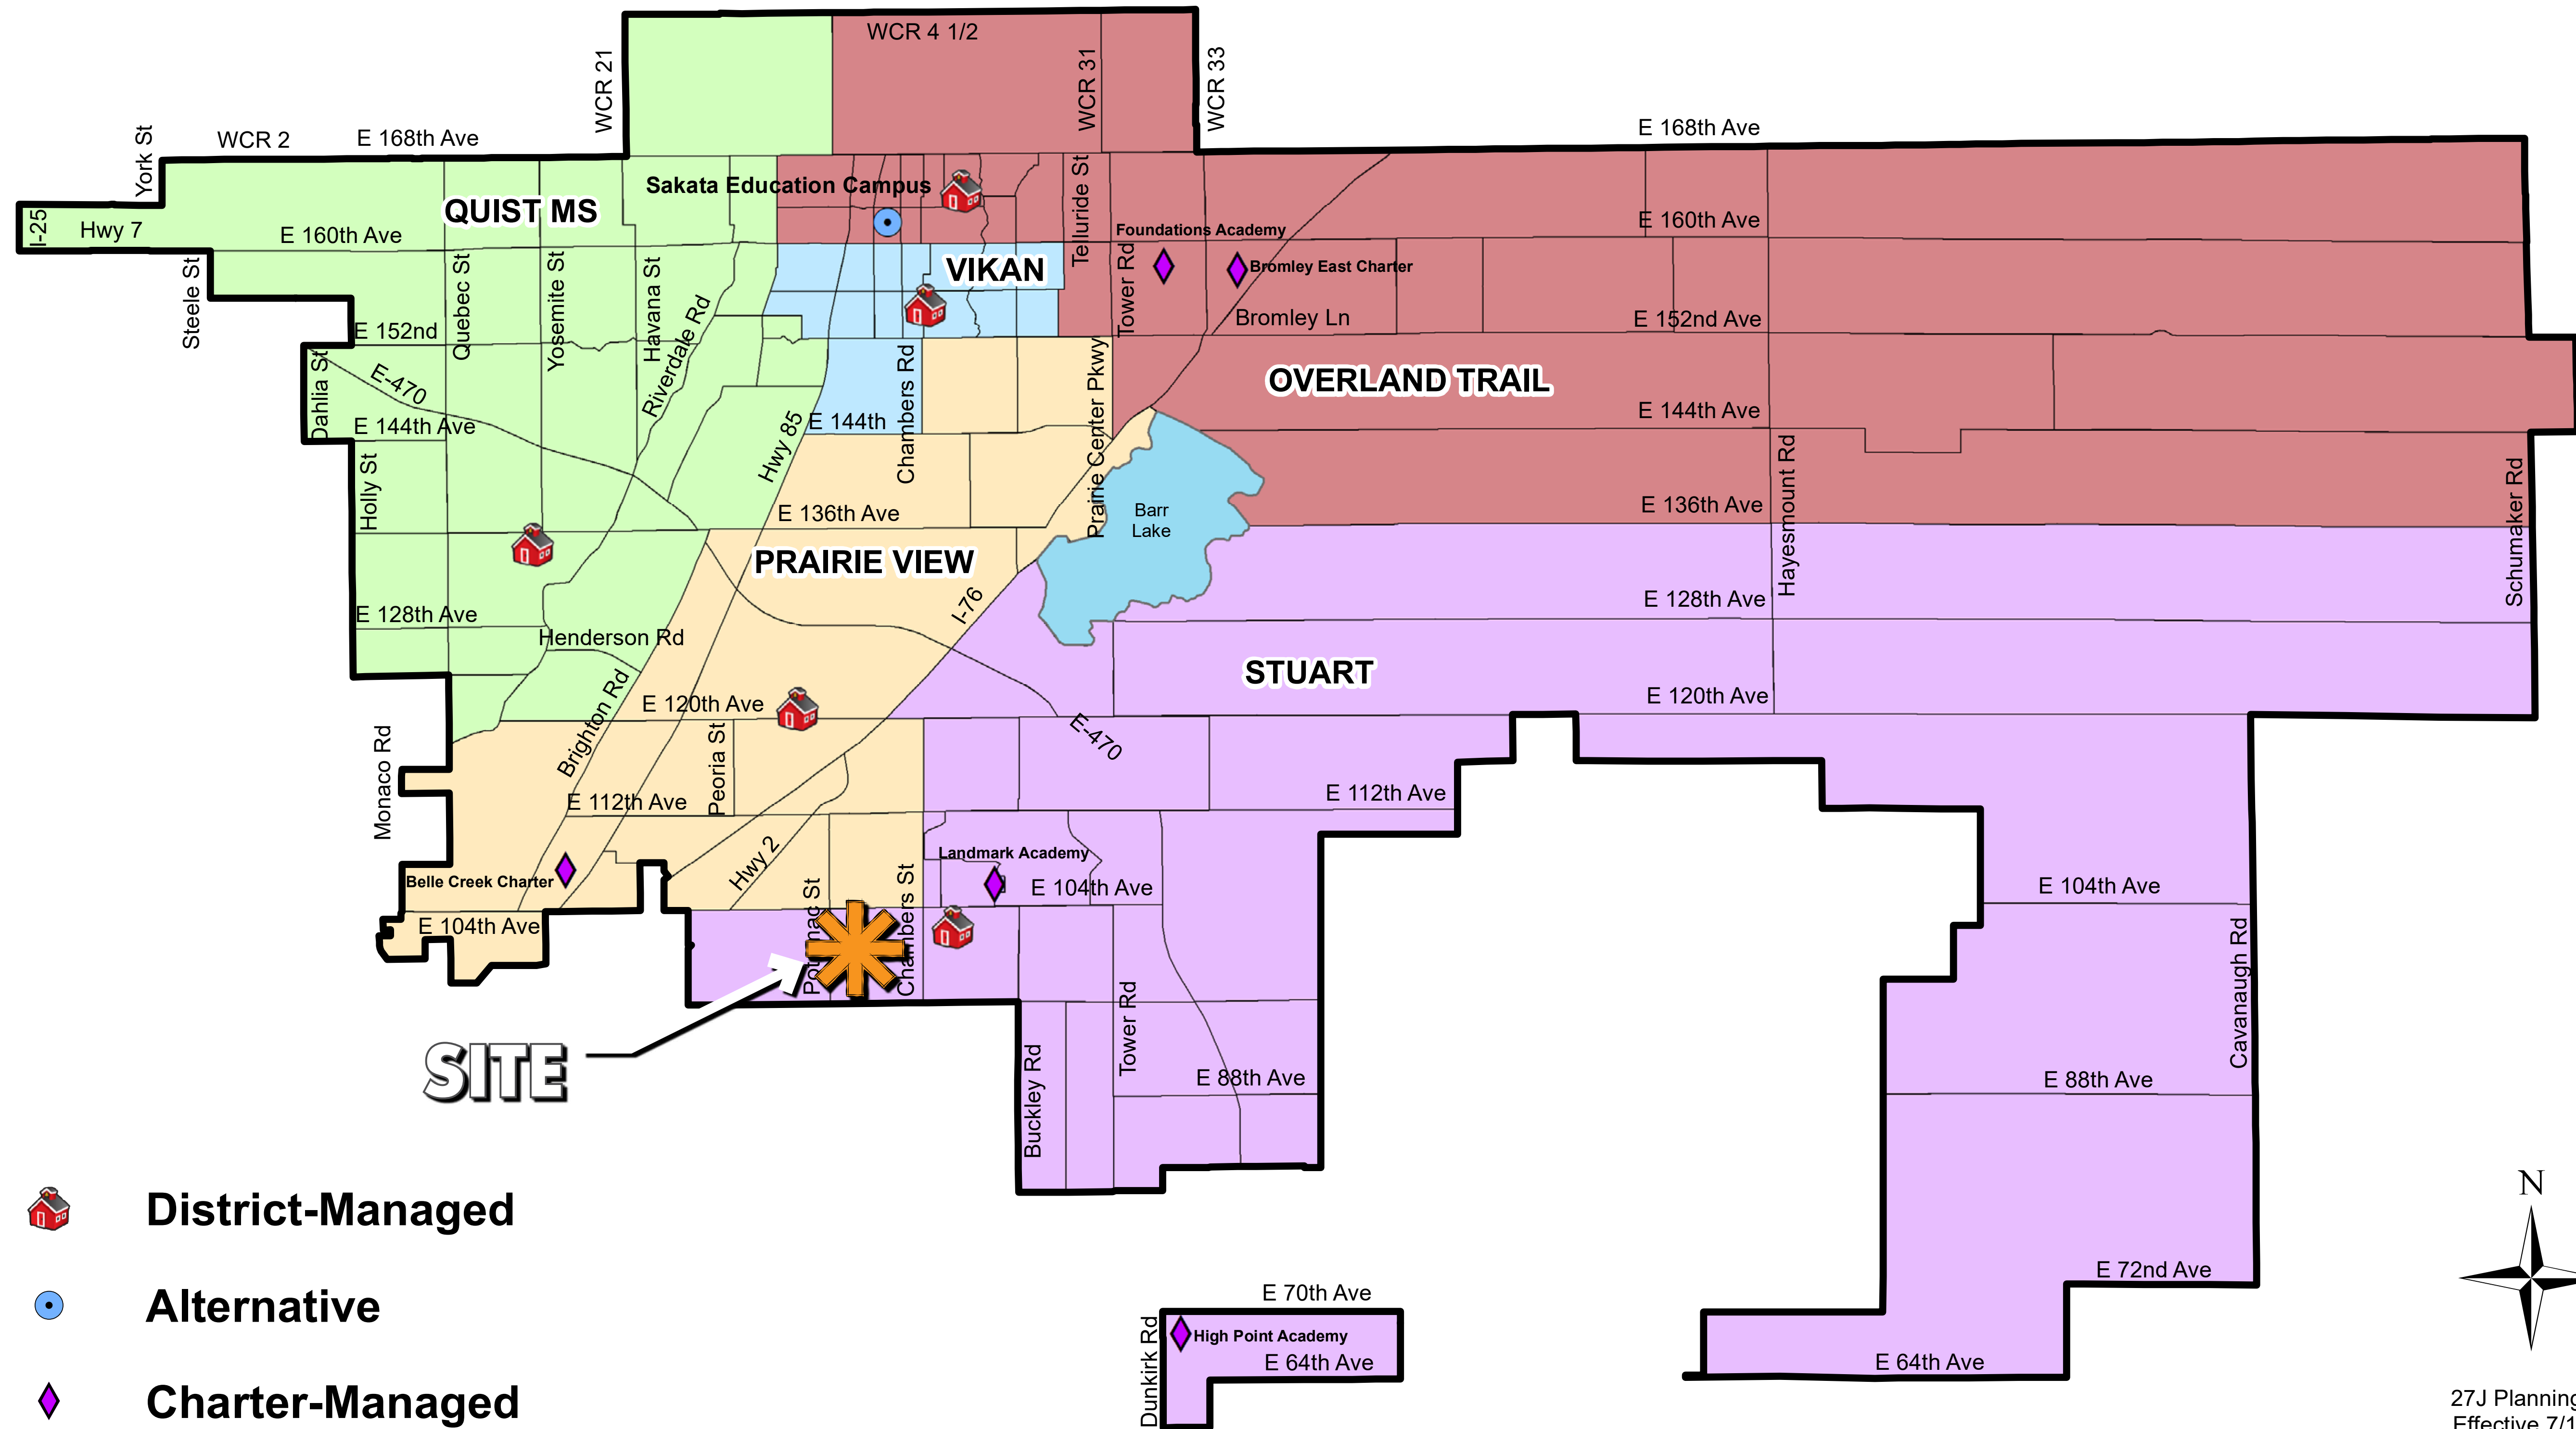 WCR 4 1/2
WCR 21
WCR 31
WCR 33
York St
WCR 2
E 168th Ave
E 168th Ave
Sakata Education Campus
QUIST MS
Telluride St
I-25
Hwy 7
E 160th Ave
E 160th Ave
Foundations Academy
Steele St
Quebec St
Yosemite St
Havana St
Riverdale Rd
VIKAN
Tower Rd
Bromley East Charter
Bromley Ln
E 152nd
E 152nd Ave
Dahlia St
E-470
OVERLAND TRAIL
Chambers Rd
Prairie Center Pkwy
E 144th Ave
Hwy 85
E 144th
E 144th Ave
Holly St
E 136th Ave
Barr
Lake
E 136th Ave
Hayesmount Rd
Schumaker Rd
PRAIRIE VIEW
I-76
E 128th Ave
E 128th Ave
Henderson Rd
STUART
Brighton Rd
E 120th Ave
E 120th Ave
Monaco Rd
Peoria St
E-470
E 112th Ave
E 112th Ave
Hwy 2
Landmark Academy
Belle Creek Charter
E 104th Ave
E 104th Ave
E 104th Ave
Chambers St
Cavanaugh Rd
SITE
Buckley Rd
Tower Rd
E 88th Ave
E 88th Ave
District-Managed
N
E 72nd Ave
E 70th Ave
Alternative
Dunkirk Rd
High Point Academy
E 64th Ave
E 64th Ave
Charter-Managed
27J Planning
Effective 7/1